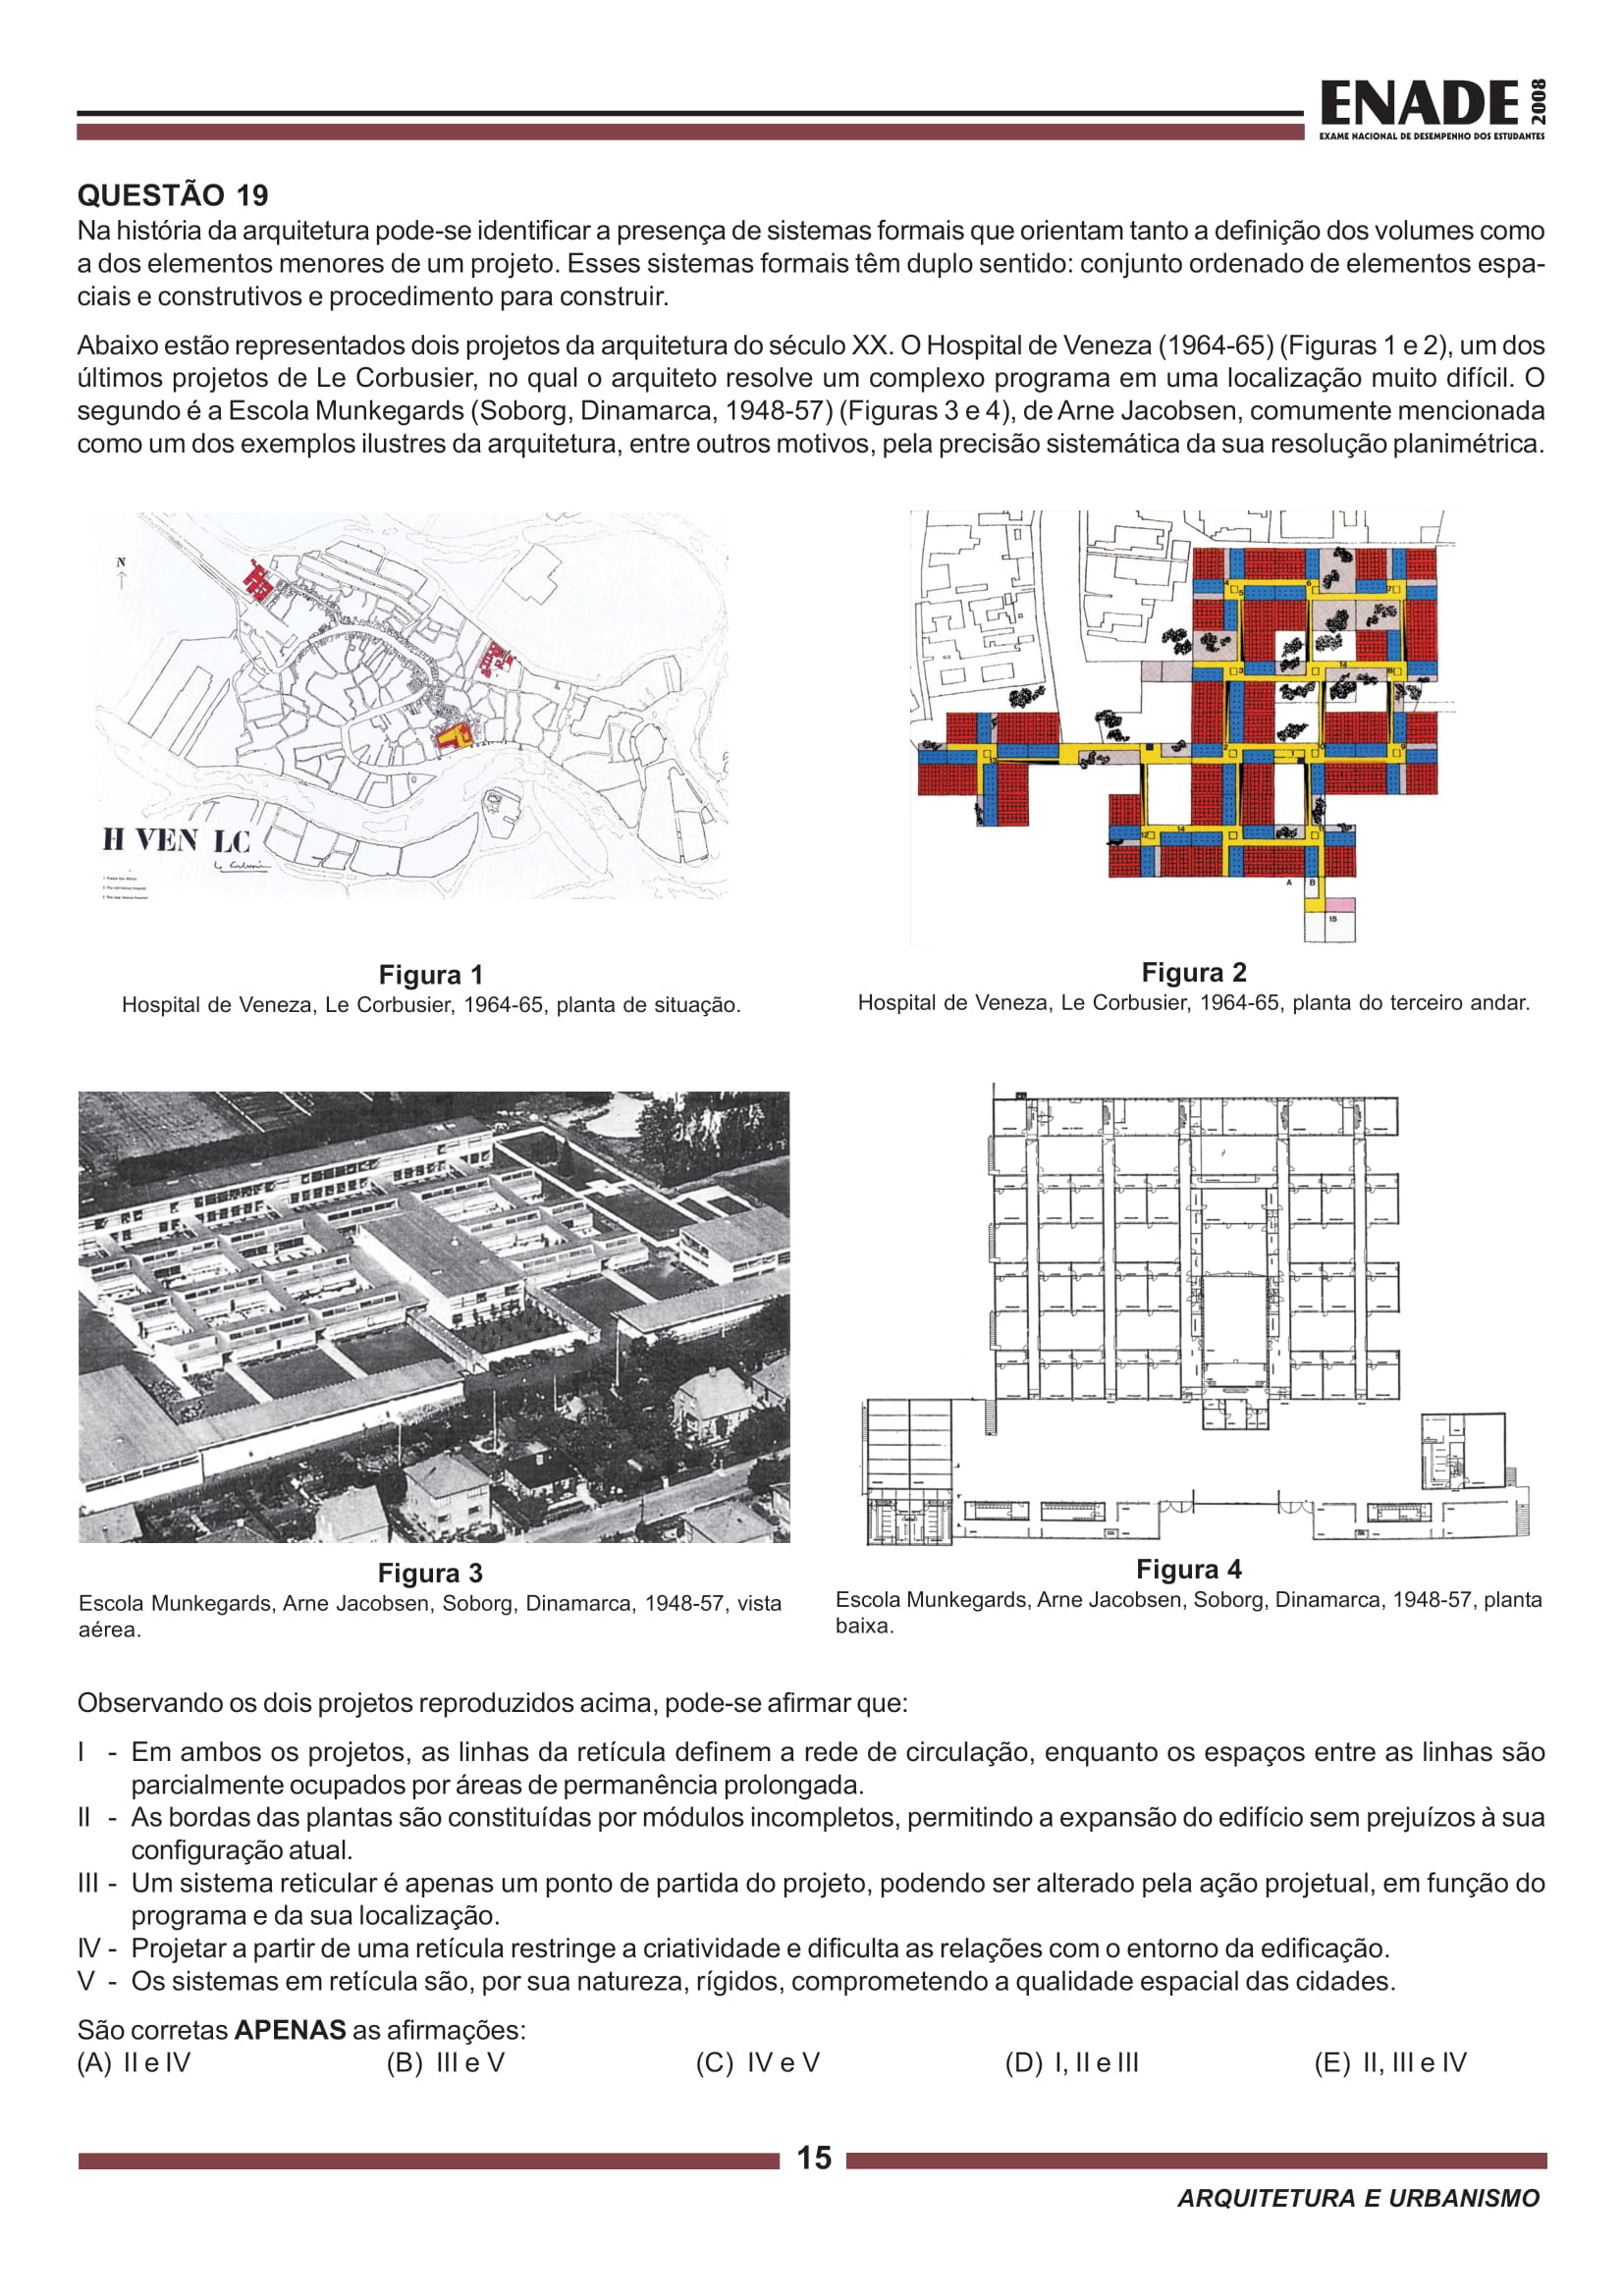 ENADE 2008
EXAME NACIONAL DE DESEMPENHO DOS ESTUDANTES
QUESTÃO 19
Na história da arquitetura pode-se identificar a presença de sistemas formais que orientam tanto a definição dos volumes como
a dos elementos menores de um projeto. Esses sistemas formais têm duplo sentido: conjunto ordenado de elementos espa-
ciais e construtivos e procedimento para construir.
Abaixo estão representados dois projetos da arquitetura do século XX. O Hospital de Veneza (1964-65) (Figuras 1 e 2), um dos
últimos projetos de Le Corbusier, no qual o arquiteto resolve um complexo programa em uma localização muito difícil. O
segundo é a Escola Munkegards (Soborg, Dinamarca, 1948-57) (Figuras 3 e 4), de Arne Jacobsen, comumente mencionada
como um dos exemplos ilustres da arquitetura, entre outros motivos, pela precisão sistemática da sua resolução planimétrica.
N
H VEN LC
Figura 1
Hospital de Veneza, Le Corbusier, 1964-65, planta de situação.
A B
15
Figura 2
Hospital de Veneza, Le Corbusier, 1964-65, planta do terceiro andar.
Figura 3
Escola Munkegards, Arne Jacobsen, Soborg, Dinamarca, 1948-57, vista
aérea.
Figura 4
Escola Munkegards, Arne Jacobsen, Soborg, Dinamarca, 1948-57, planta
baixa.
Observando os dois projetos reproduzidos acima, pode-se afirmar que:
I - Em ambos os projetos, as linhas da retícula definem a rede de circulação, enquanto os espaços entre as linhas são
parcialmente ocupados por áreas de permanência prolongada.
II - As bordas das plantas são constituídas por módulos incompletos, permitindo a expansão do edifício sem prejuízos à sua
configuração atual.
III - Um sistema reticular é apenas um ponto de partida do projeto, podendo ser alterado pela ação projetual, em função do
programa e da sua localização.
IV - Projetar a partir de uma retícula restringe a criatividade e dificulta as relações com o entorno da edificação.
V - Os sistemas em retícula são, por sua natureza, rígidos, comprometendo a qualidade espacial das cidades.
São corretas APENAS as afirmações:
(A) II e IV (B) III e V (C) IV e V (D) I, II e III (E) II, III e IV
15
ARQUITETURA E URBANISMO